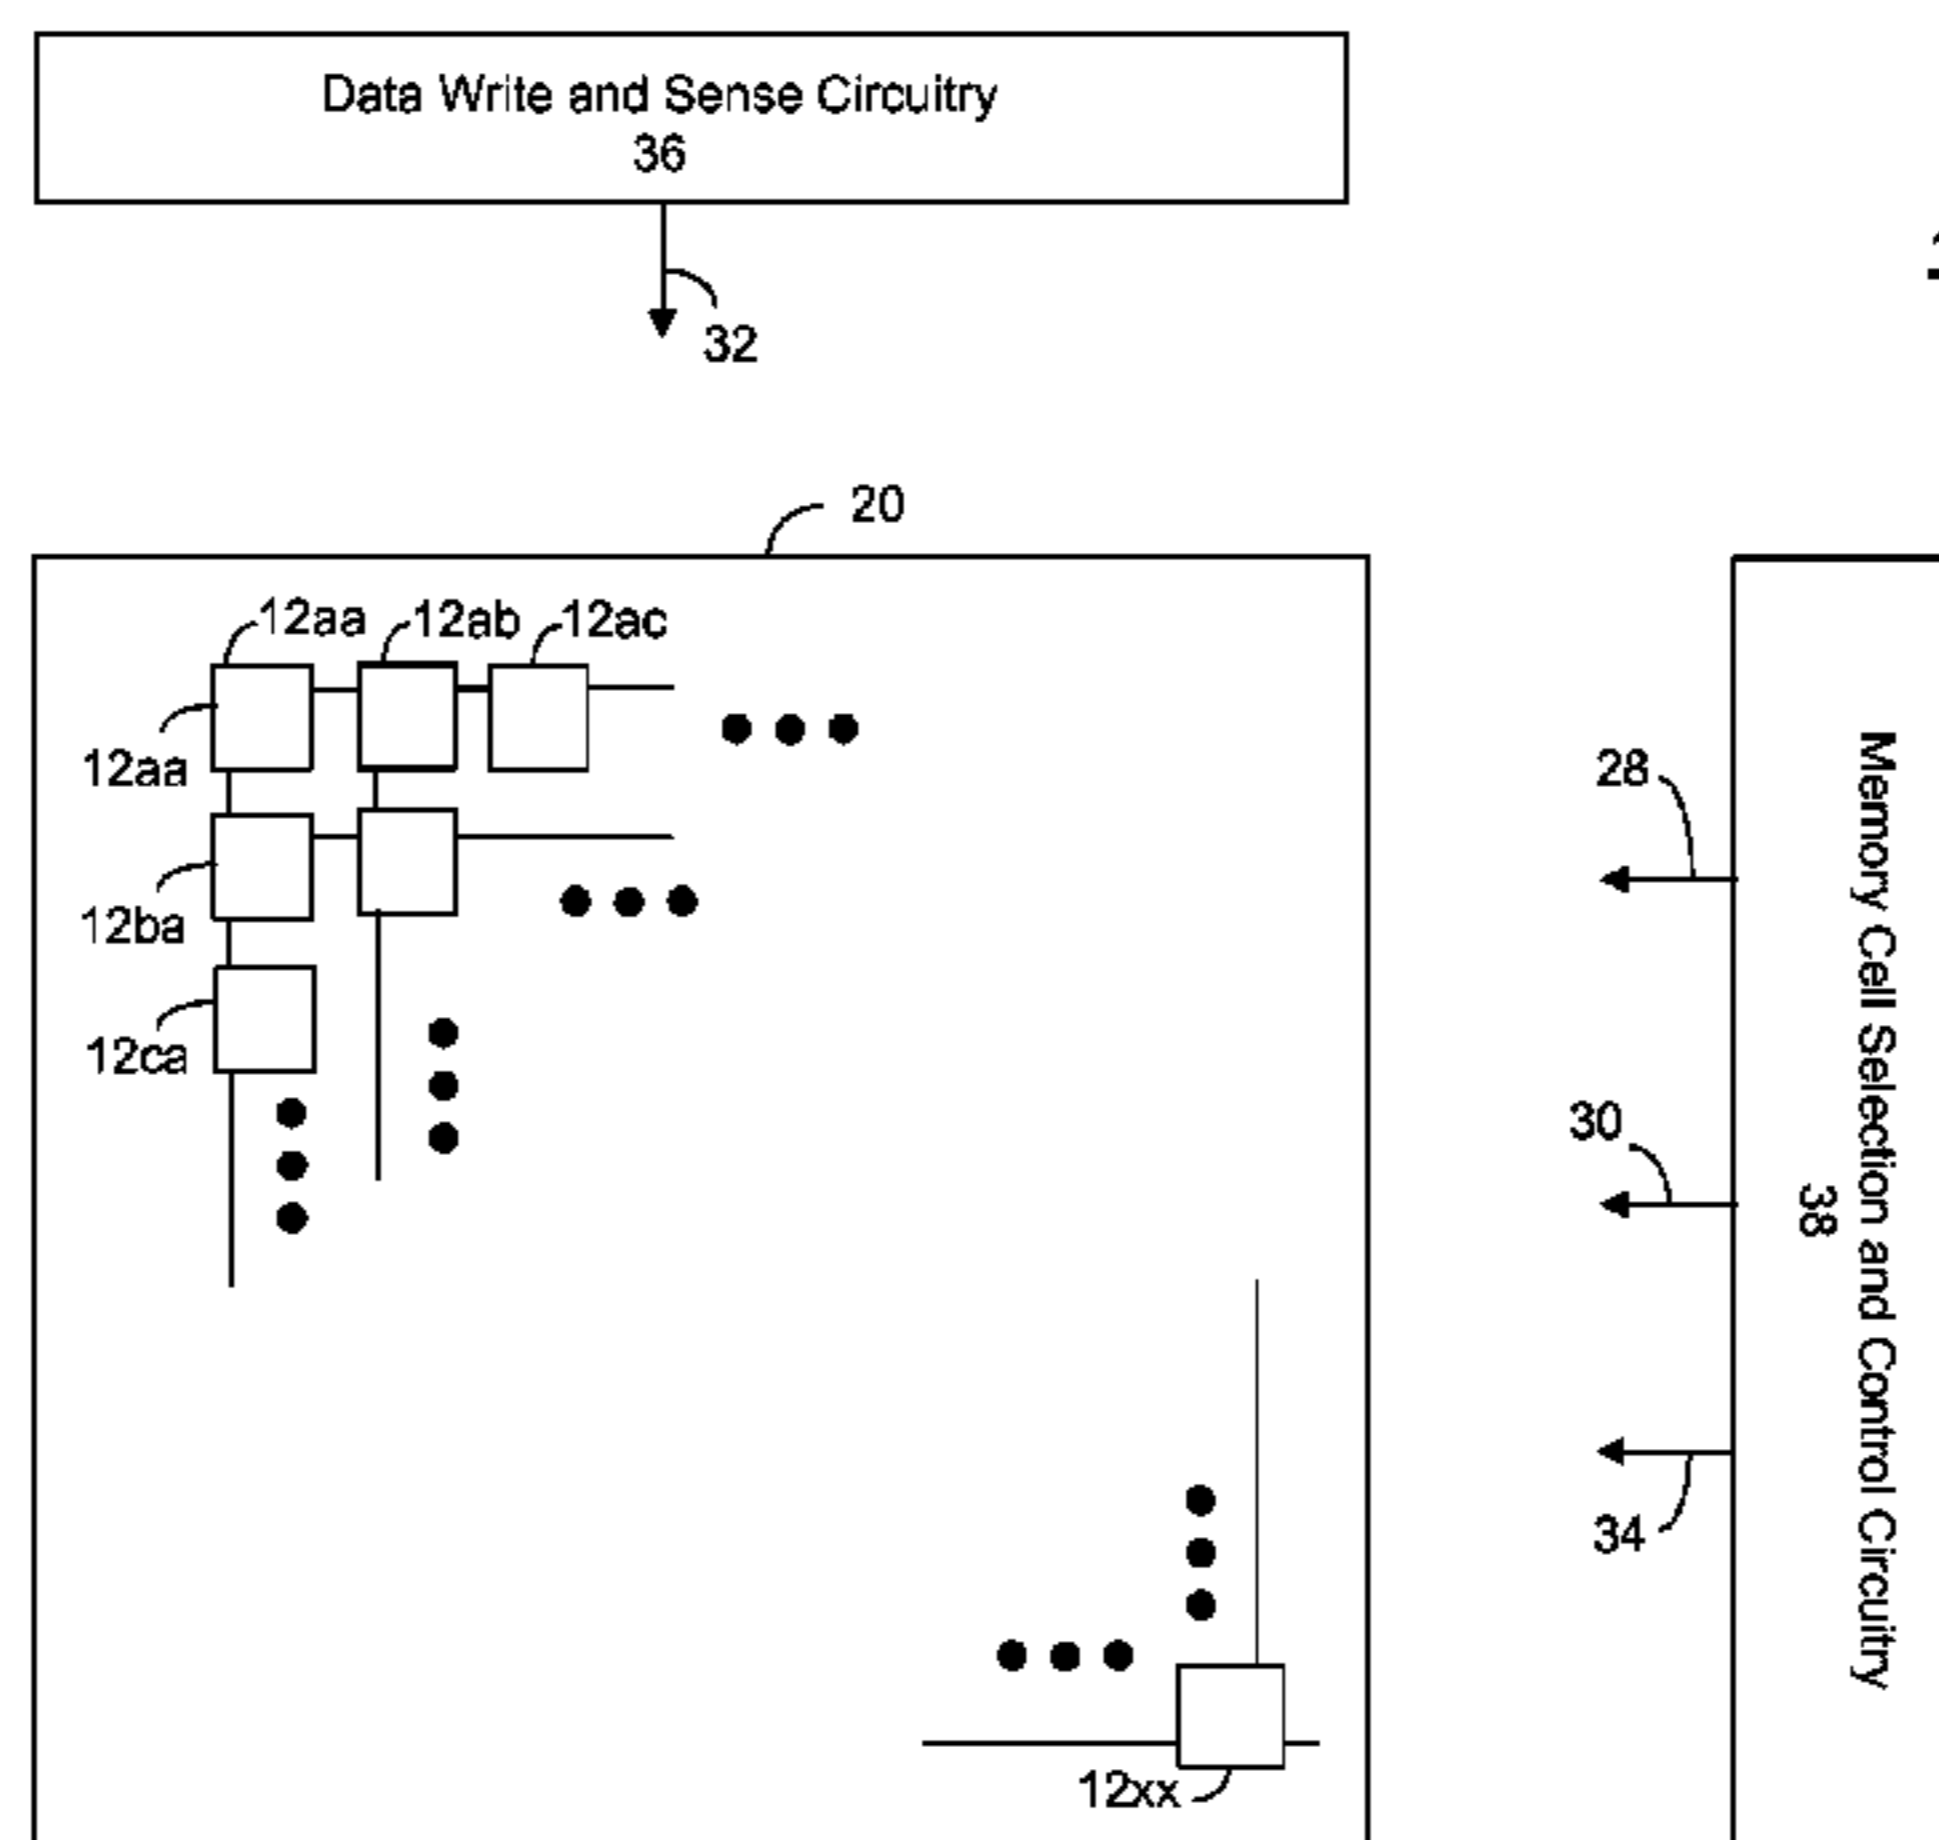 Data Write and Sense Circuitry
36
32
20
12aa
12ab
12ac
12aa
12ba
12ca
12xx
28
30
34
Memory Cell Selection and Control Circuitry
38